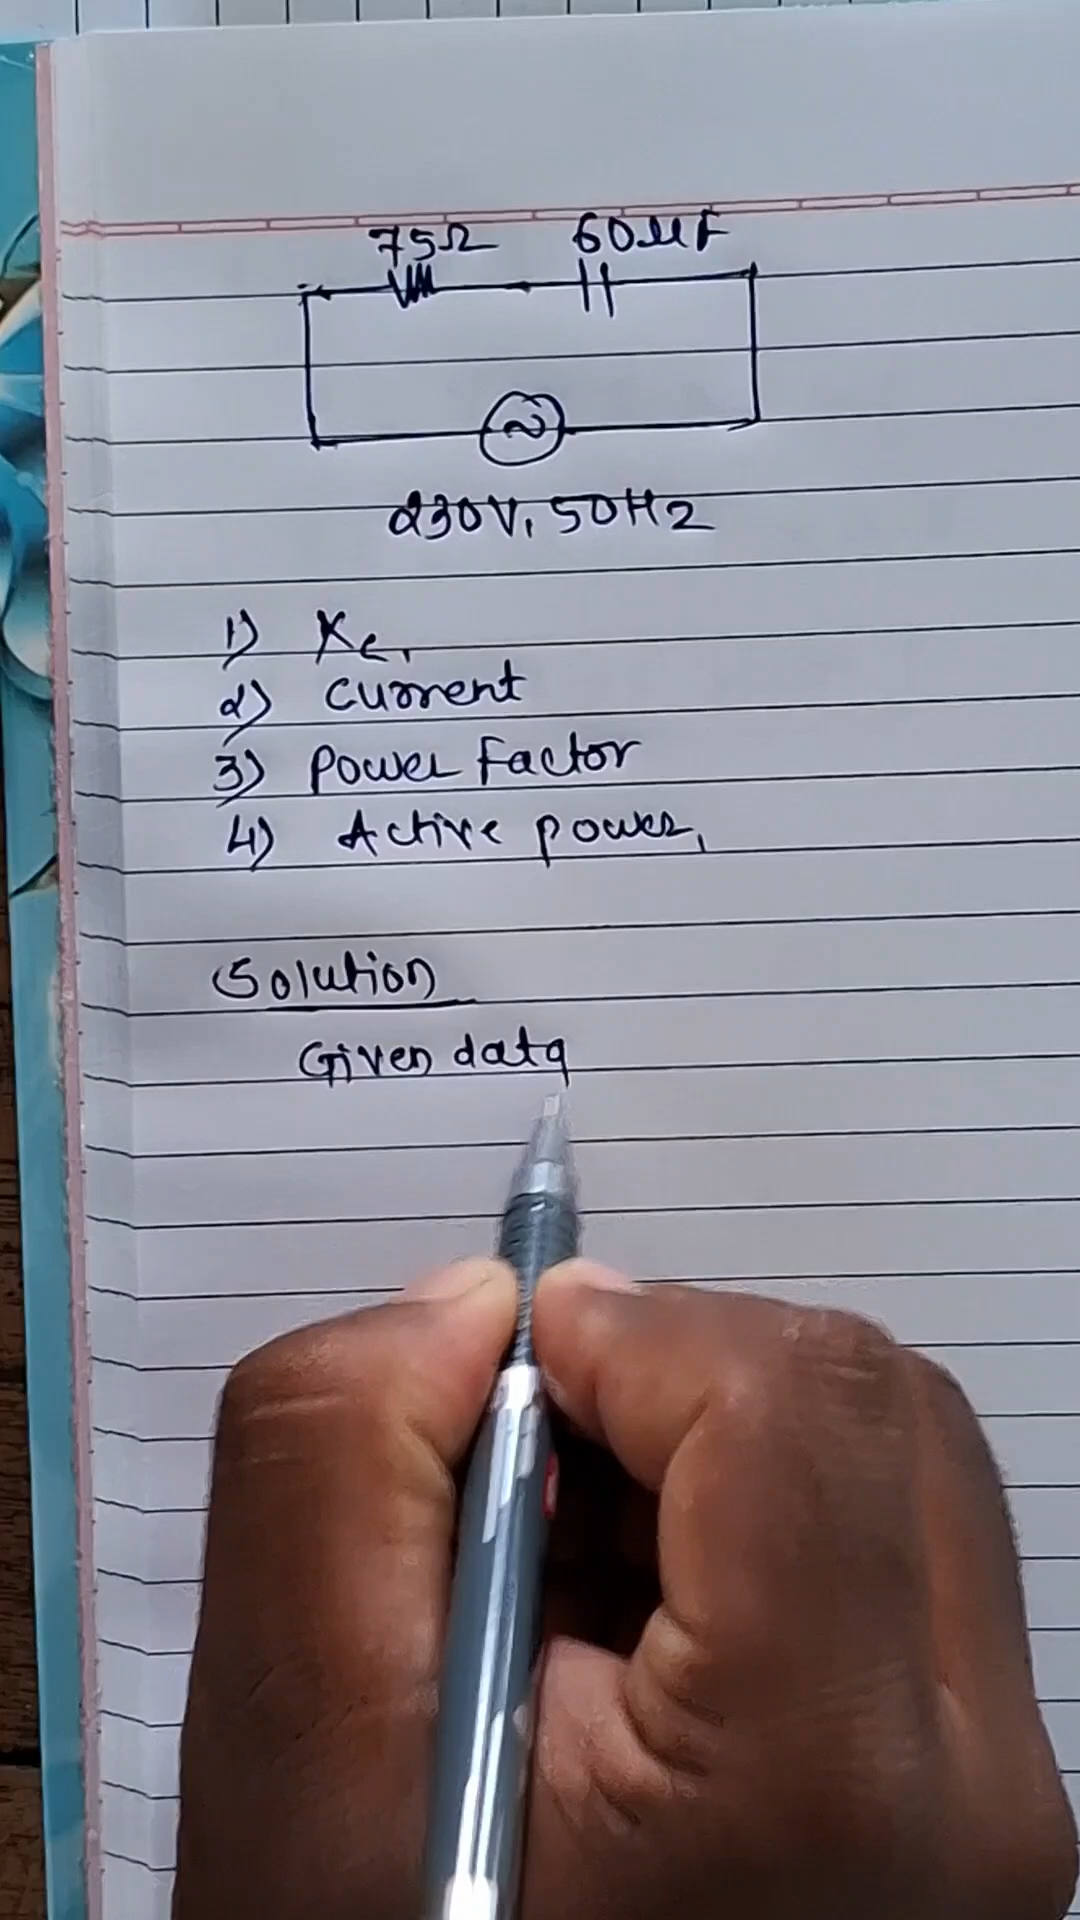 75Ω 60μF
230V, 50Hz
1) Xc,
2) Current
3) Power Factor
4) Active power,
Solution
Given data